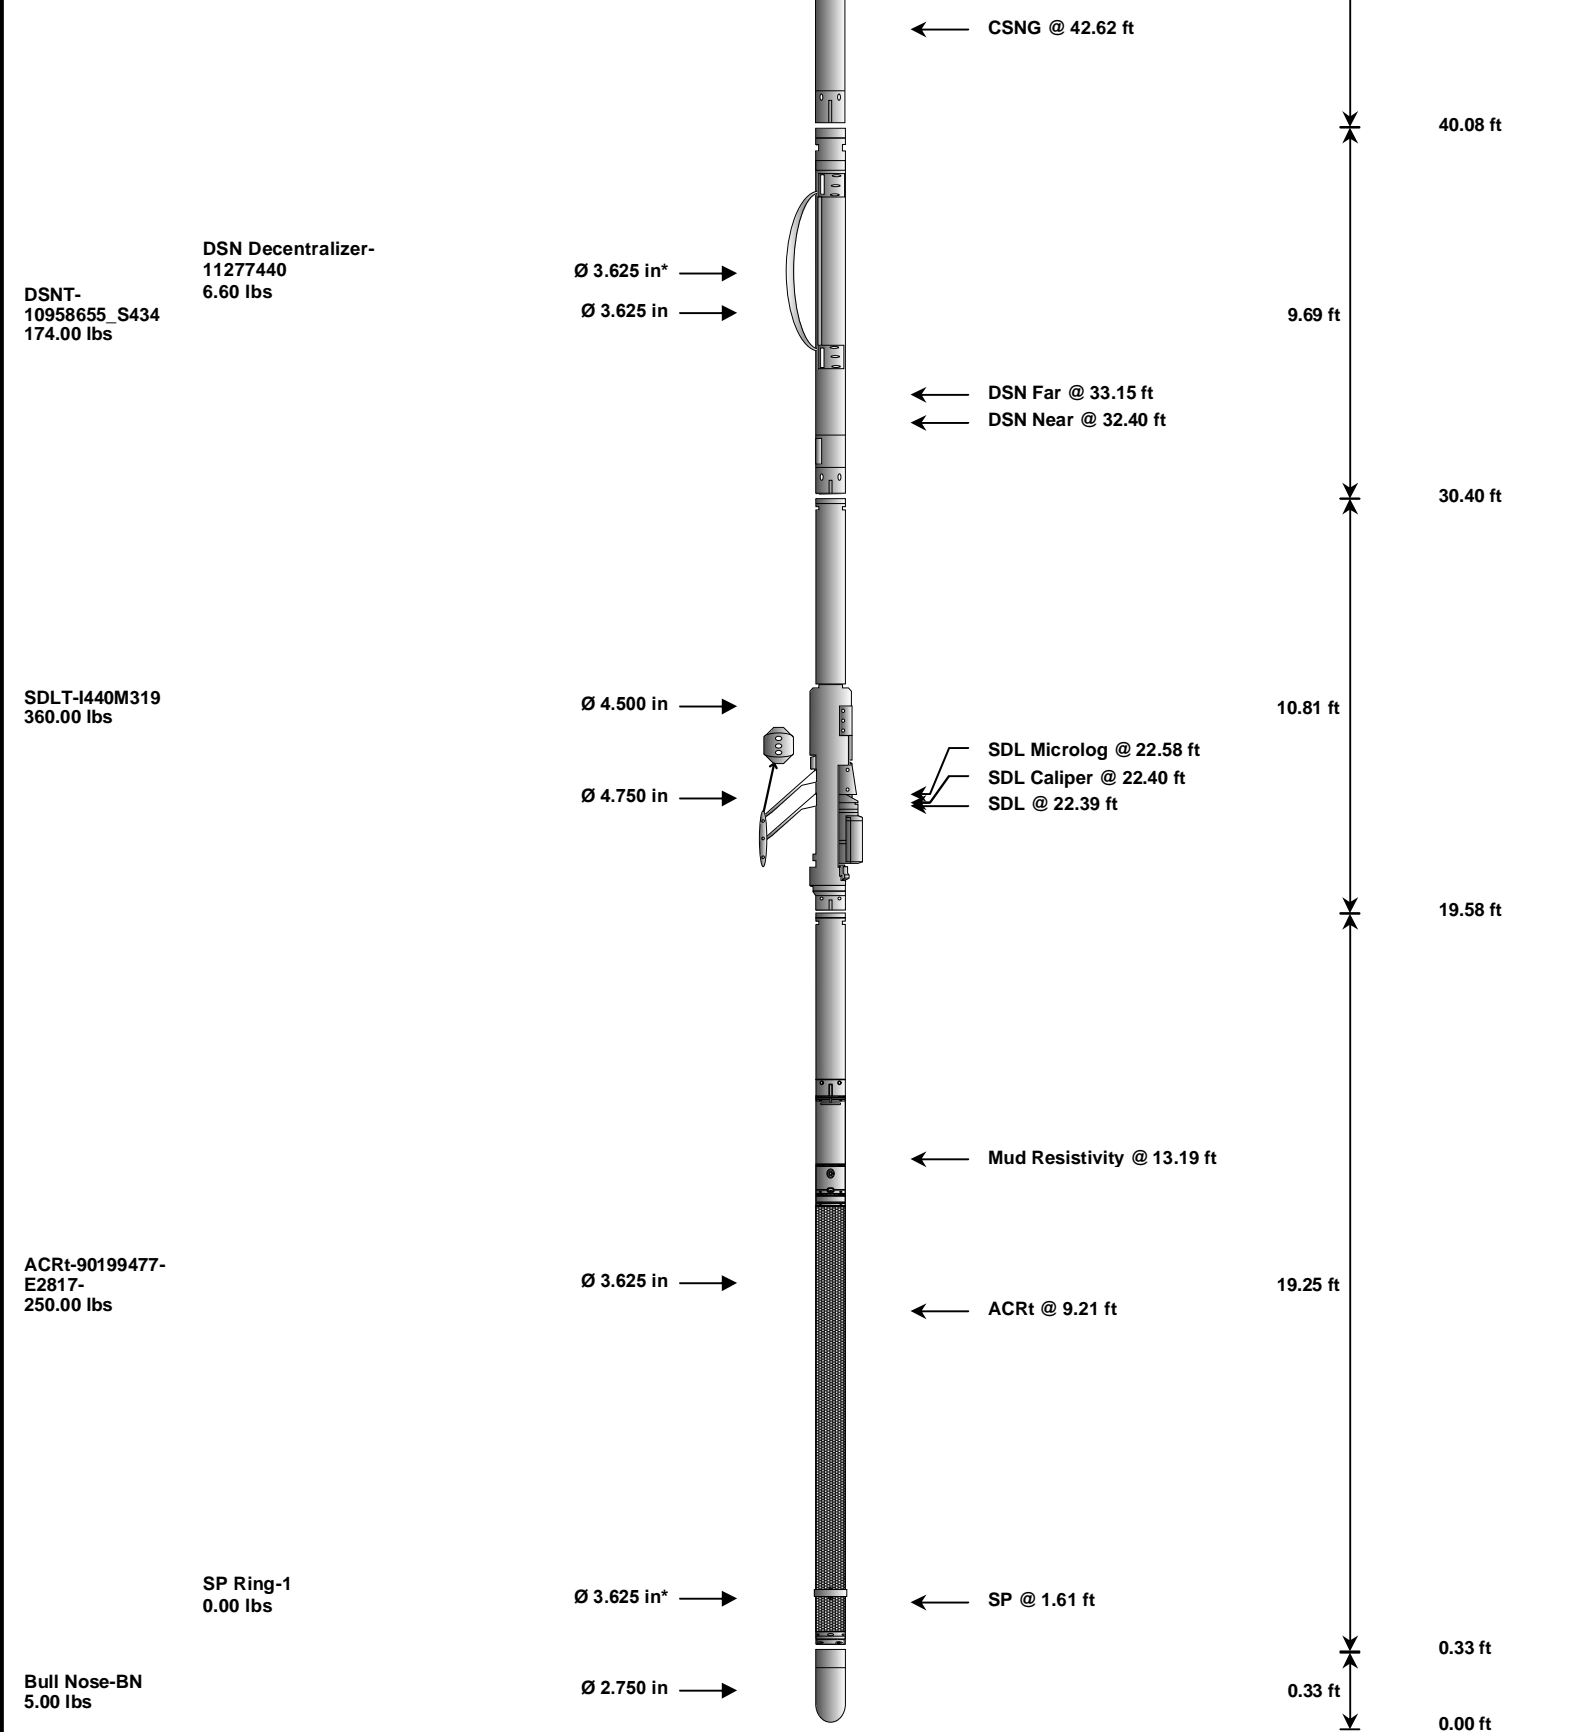 CSNG @ 42.62 ft
40.08 ft
DSN Decentralizer-
11277440
6.60 lbs
DSNT-
10958655_S434
174.00 lbs
Ø 3.625 in*
Ø 3.625 in
9.69 ft
DSN Far @ 33.15 ft
DSN Near @ 32.40 ft
30.40 ft
SDLT-I440M319
360.00 lbs
Ø 4.500 in
10.81 ft
SDL Microlog @ 22.58 ft
SDL Caliper @ 22.40 ft
Ø 4.750 in
SDL @ 22.39 ft
19.58 ft
Mud Resistivity @ 13.19 ft
ACRt-90199477-
E2817-
250.00 lbs
Ø 3.625 in
19.25 ft
ACRt @ 9.21 ft
SP Ring-1
0.00 lbs
Ø 3.625 in*
SP @ 1.61 ft
0.33 ft
Bull Nose-BN
5.00 lbs
Ø 2.750 in
0.33 ft
0.00 ft